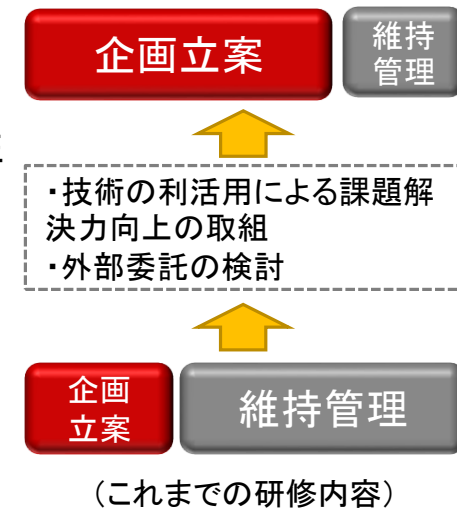 企画立案
維持
管理
・技術の利活用による課題解
決力向上の取組
・外部委託の検討
企画
立案
維持管理
（これまでの研修内容）